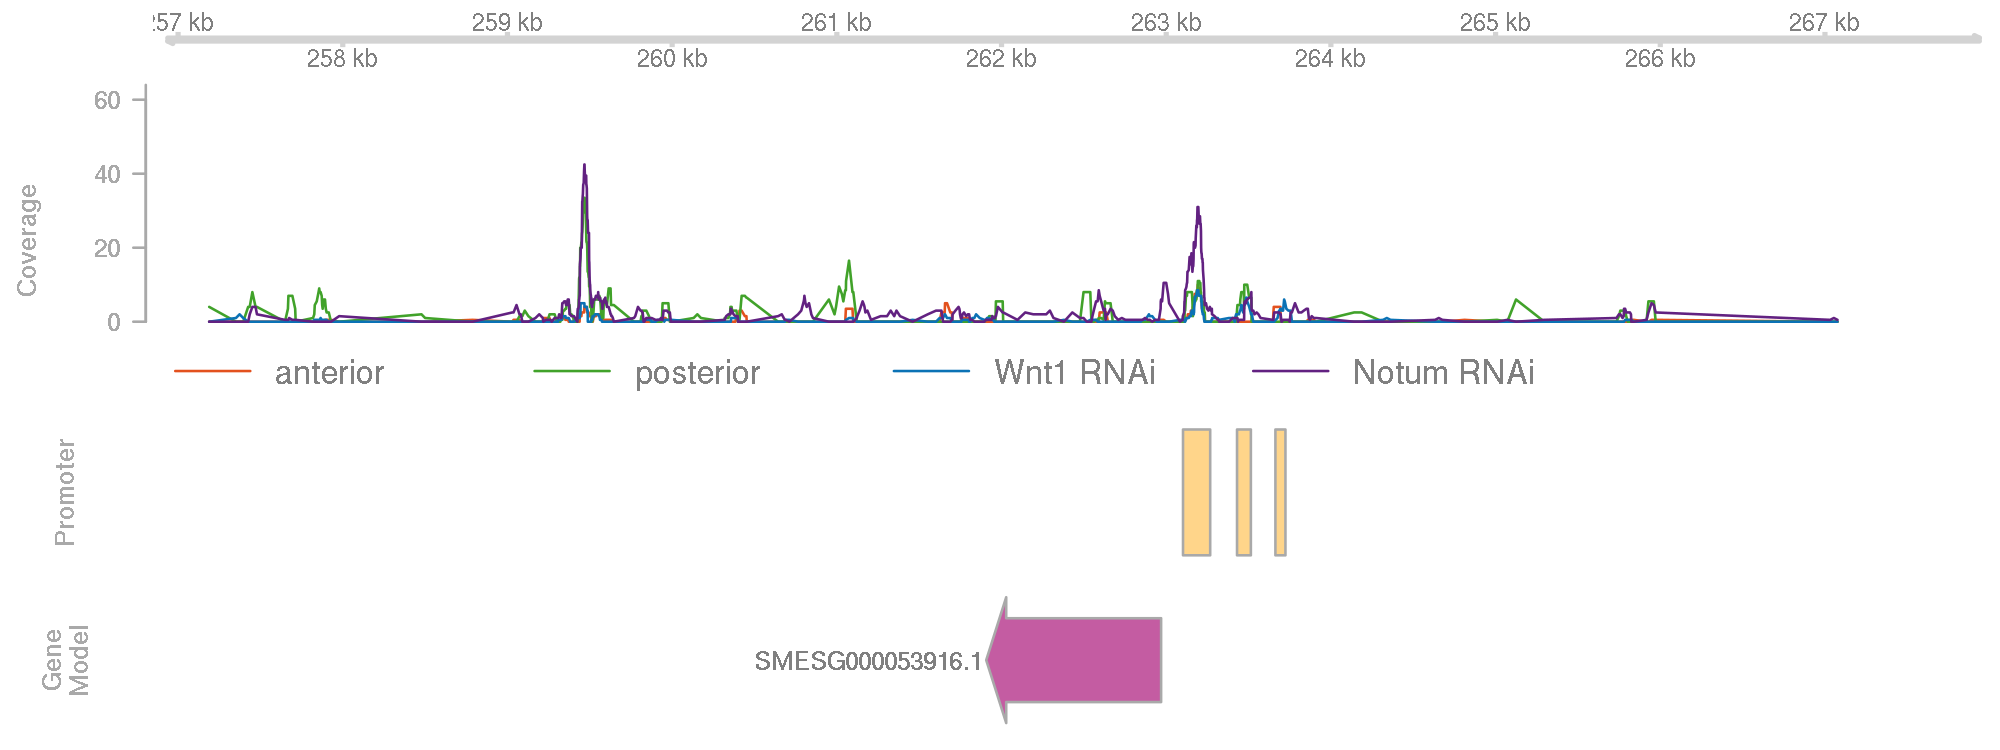 257 kb 259 kb 261 kb 263 kb 265 kb 267 kb
258 kb 260 kb 262 kb 264 kb 266 kb
60
40
20
0
Coverage
anterior posterior Wnt1 RNAi Notum RNAi
Promoter
Gene
Model
SMESG000053916.1